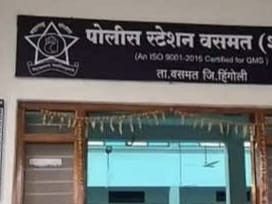 पोलीस स्टेशन वसमत
(An ISO 9001-2015 Certified for QMS)
ता.वसमत जि.हिंगोली